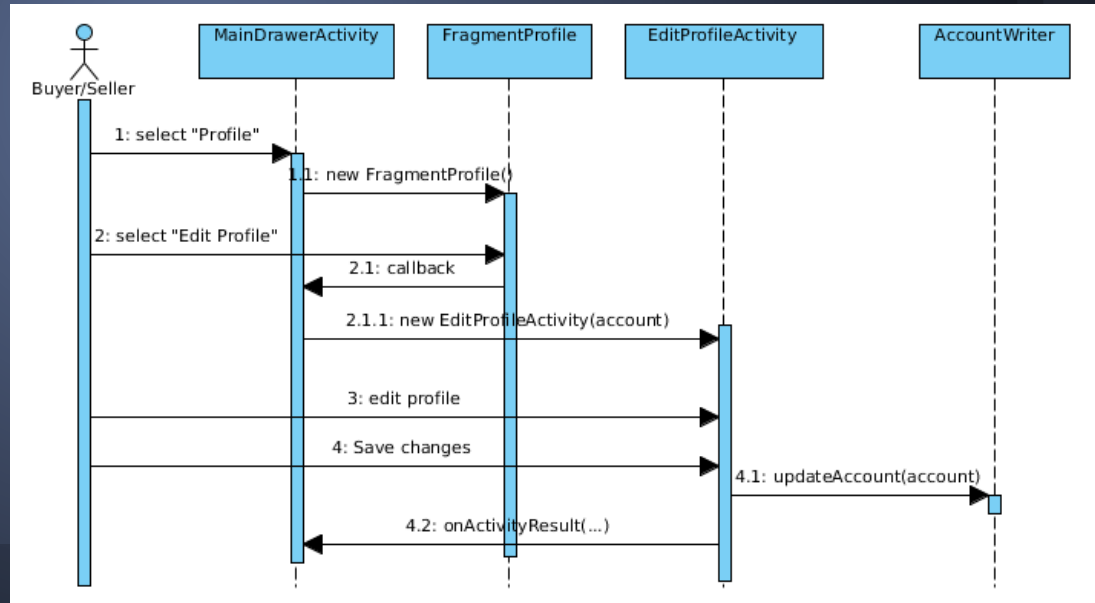 MainDrawerActivity
FragmentProfile
EditProfileActivity
AccountWriter
Buyer/Seller
1: select "Profile"
1.1: new FragmentProfile()
2: select "Edit Profile"
2.1: callback
2.1.1: new EditProfileActivity(account)
3: edit profile
4: Save changes
4.1: updateAccount(account)
4.2: onActivityResult(...)